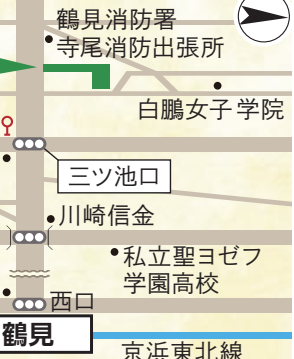 鶴見消防署
寺尾消防出張所
白鵬女子学院
三ツ池口
川崎信金
私立聖ヨゼフ
学園高校
西口
鶴見
京浜東北線